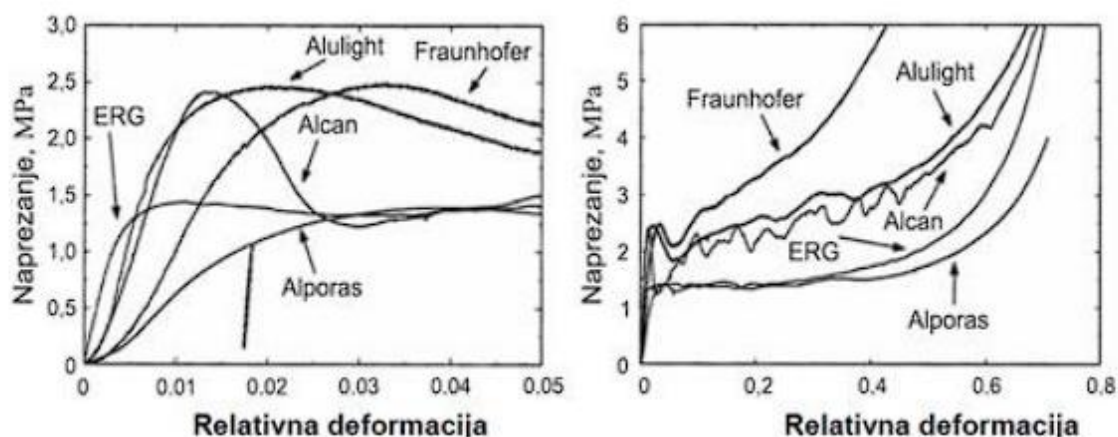 3,0
2.5
2.0
1.5
1.0
0,5
0
0
0.01
0.02
0.03
0.04
0.05
Naprezanje, MPa
Relativna deformacija
Alulight
Fraunhofer
ERG
Alcan
Alporas
6
5
4
3
2
1
0
0
0,2
0.4
0.6
0.8
Naprezanje, MPa
Relativna deformacija
Fraunhofer
Alulight
Alcan
ERG
Alporas